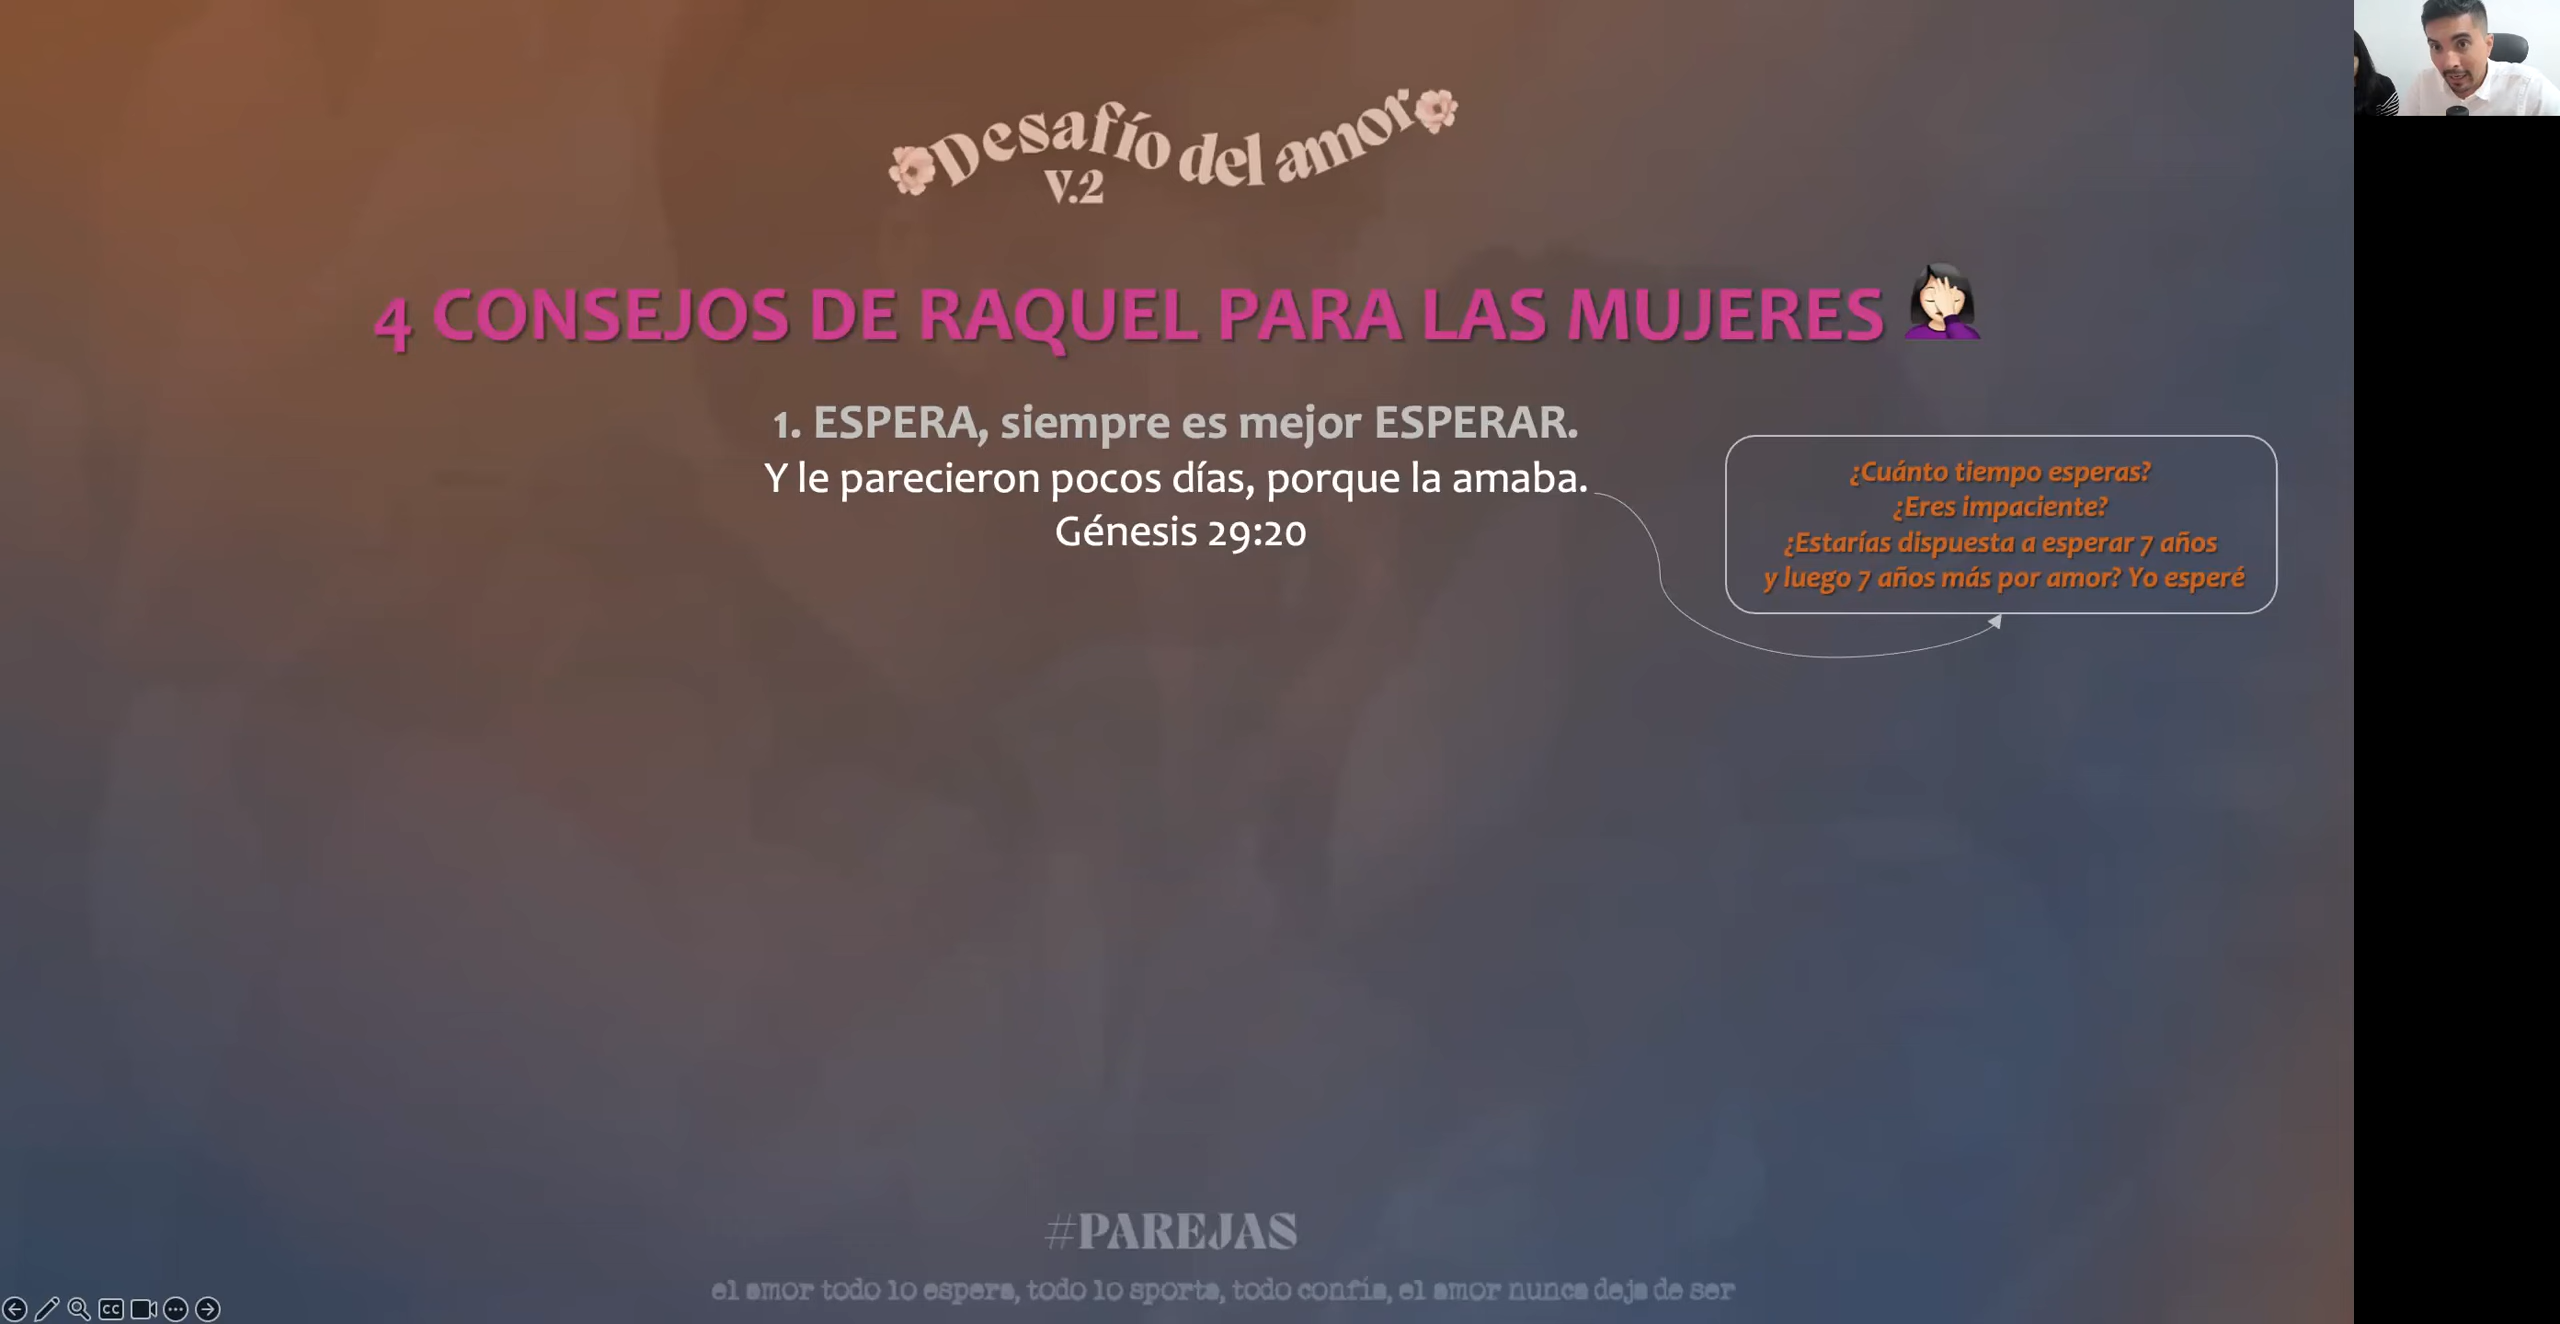 Desafío del amor
V.2
4 CONSEJOS DE RAQUEL PARA LAS MUJERES
1. ESPERA, siempre es mejor ESPERAR.
Y le parecieron pocos días, porque la amaba.
Génesis 29:20
¿Cuánto tiempo esperas?
¿Eres impaciente?
¿Estarías dispuesta a esperar 7 años
y luego 7 años más por amor? Yo esperé
#PAREJAS
el amor todo lo espera, todo lo sporta, todo confía, el amor nunca deja de ser
CC